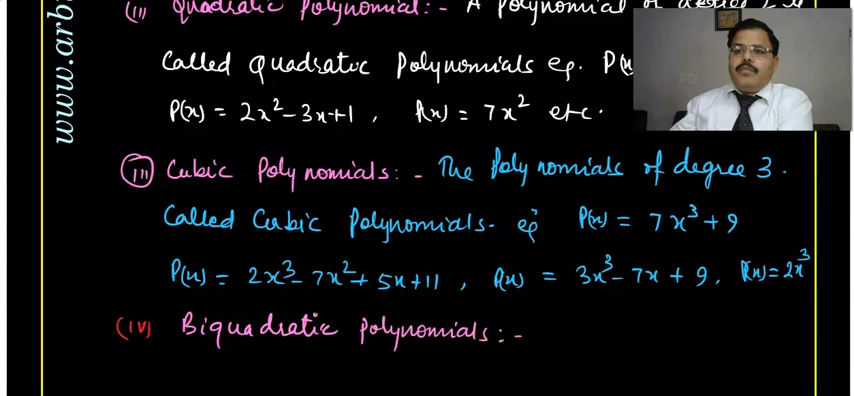 www.arb
(ii) Quadratic Polynomial:- A polynomial of degree 2
Called Quadratic Polynomials eg. P(x)
P(x) = 2x² - 3x + 1 , P(x) = 7x² etc.
(iii) Cubic Polynomials:- The Polynomials of degree 3.
Called Cubic Polynomials. eg P(x) = 7x³ + 9
P(x) = 2x³ - 7x² + 5x + 11 , P(x) = 3x³ - 7x + 9 , P(x) = 2x³
(iv) Biquadratic Polynomials:-